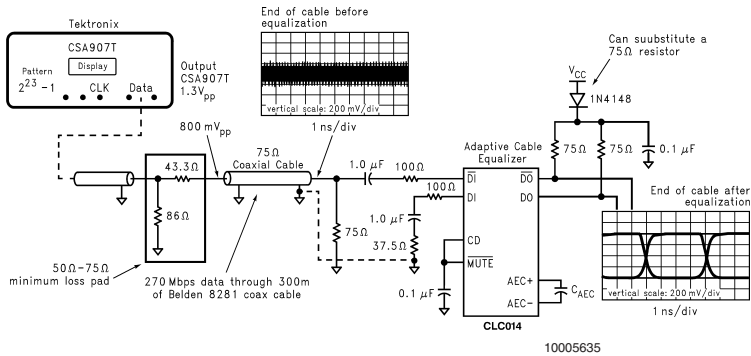 Tektronix
CSA907T
Display
Pattern
2²³ -1
CLK
Data
Output
CSA907T
1.3Vpp
End of cable before
equalization
vertical scale: 200 mV/div
1 ns/div
Can suubstitute a
75Ω resistor
VCC
1N4148
75Ω
75Ω
0.1 µF
800 mVpp
43.3Ω
86Ω
50Ω-75Ω
minimum loss pad
75Ω
Coaxial Cable
270 Mbps data through 300m
of Belden 8281 coax cable
75Ω
1.0 µF
100Ω
100Ω
1.0 µF
37.5Ω
0.1 µF
Adaptive Cable
Equalizer
D̅I̅
DI
D̅O̅
DO
CD
M̅U̅T̅E̅
AEC+
AEC-
CAEC
CLC014
End of cable after
equalization
vertical scale: 200 mV/div
1 ns/div
10005635